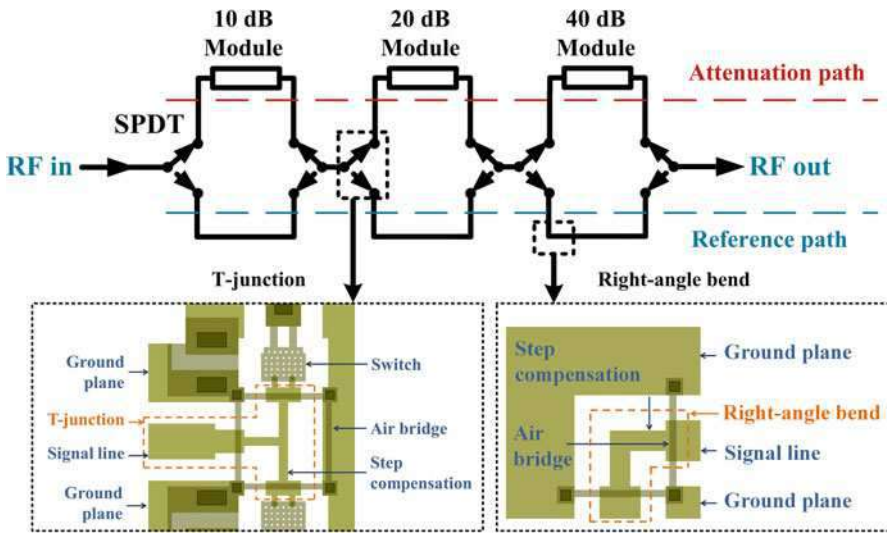 10 dB
Module
20 dB
Module
40 dB
Module
Attenuation path
SPDT
RF in
RF out
Reference path
T-junction
Right-angle bend
Ground
plane
Switch
T-junction
Air bridge
Signal line
Step
compensation
Ground
plane
Step
compensation
Ground plane
Right-angle bend
Air
bridge
Signal line
Ground plane